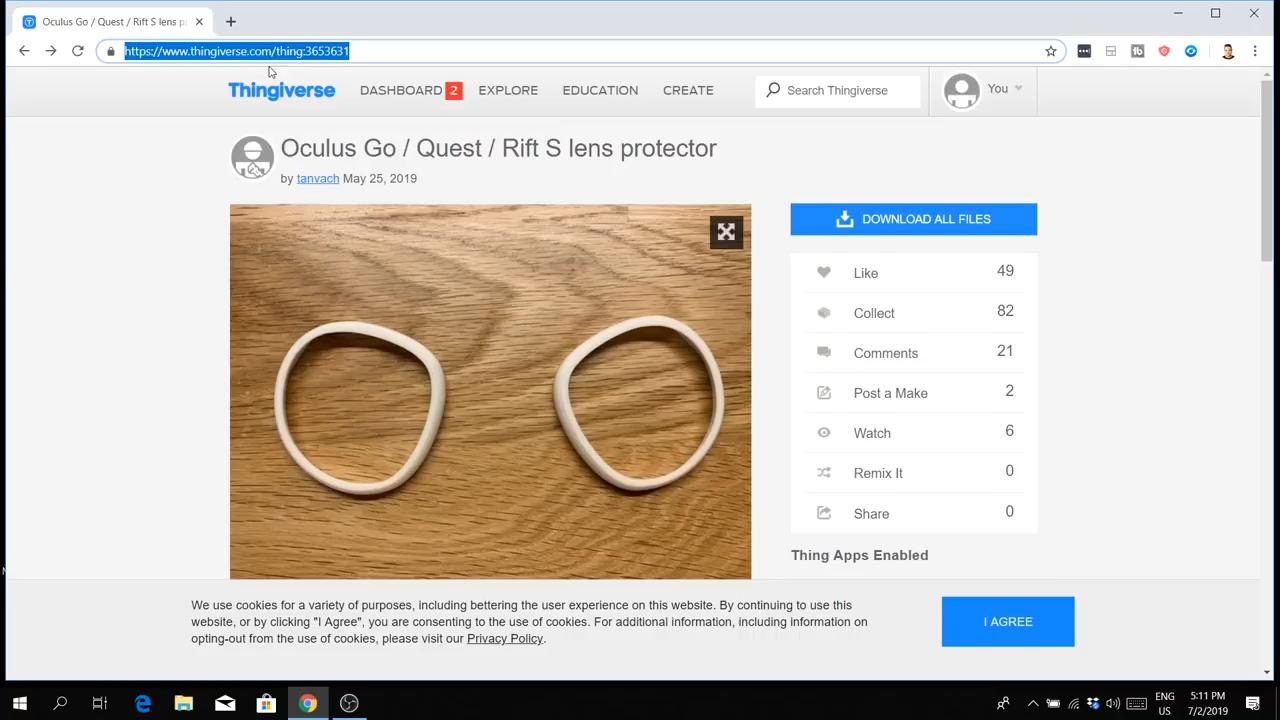 Oculus Go / Quest / Rift S lens p
https://www.thingiverse.com/thing:3653631
Thingiverse
DASHBOARD 2
EXPLORE
EDUCATION
CREATE
Search Thingiverse
You
Oculus Go / Quest / Rift S lens protector
by tanvach May 25, 2019
DOWNLOAD ALL FILES
Like 49
Collect 82
Comments 21
Post a Make 2
Watch 6
Remix It 0
Share 0
Thing Apps Enabled
We use cookies for a variety of purposes, including bettering the user experience on this website. By continuing to use this
website, or by clicking "I Agree", you are consenting to the use of cookies. For additional information, including information on
opting-out from the use of cookies, please visit our Privacy Policy.
I AGREE
ENG
US
5:11 PM
7/2/2019